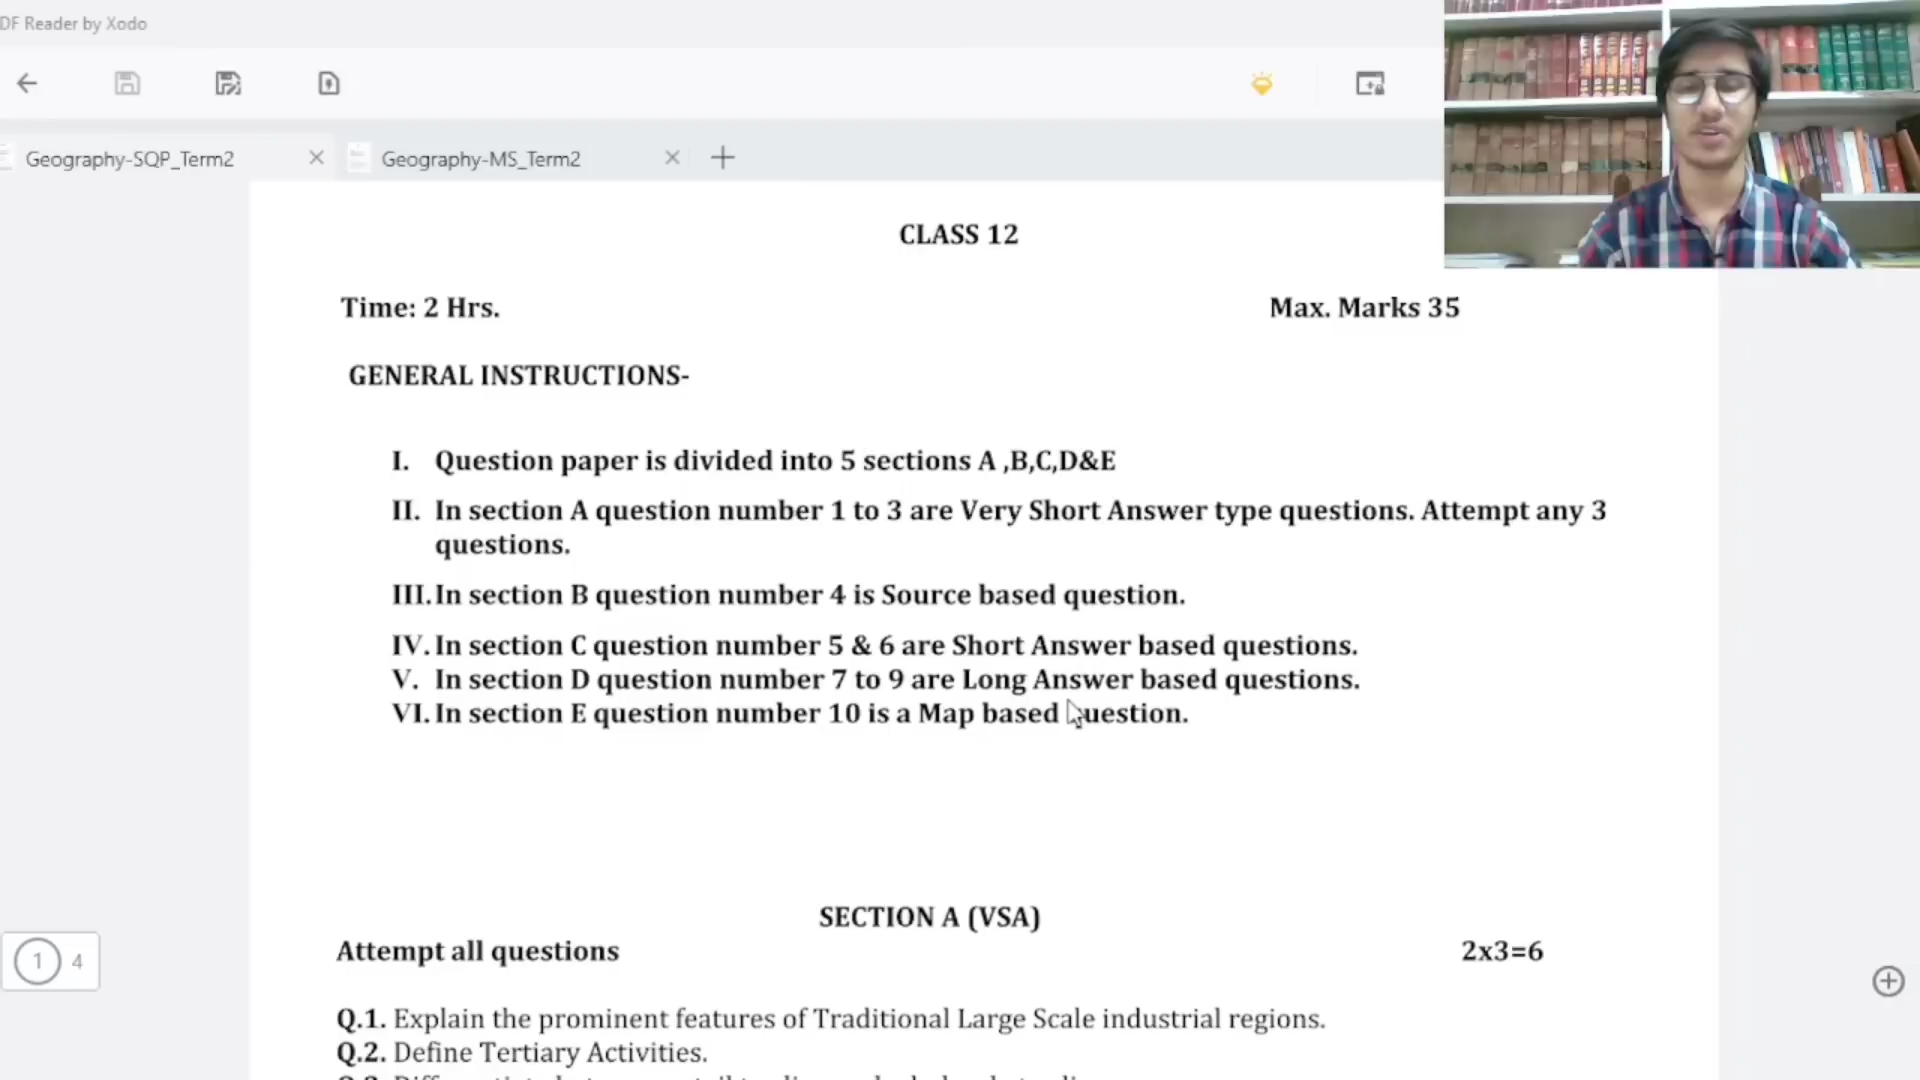 DF Reader by Xodo
Geography-SQP_Term2
Geography-MS_Term2
CLASS 12
Time: 2 Hrs.
Max. Marks 35
GENERAL INSTRUCTIONS-
I. Question paper is divided into 5 sections A ,B,C,D&E
II. In section A question number 1 to 3 are Very Short Answer type questions. Attempt any 3
questions.
III.In section B question number 4 is Source based question.
IV.In section C question number 5 & 6 are Short Answer based questions.
V. In section D question number 7 to 9 are Long Answer based questions.
VI.In section E question number 10 is a Map based question.
SECTION A (VSA)
Attempt all questions
2x3=6
1 4
Q.1. Explain the prominent features of Traditional Large Scale industrial regions.
Q.2. Define Tertiary Activities.